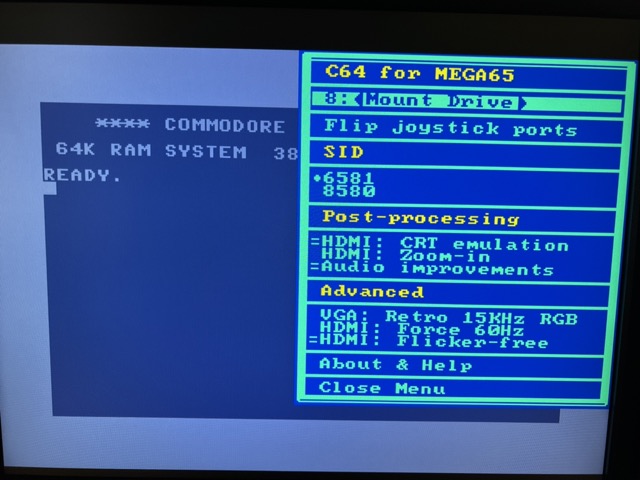 **** COMMODORE
64K RAM SYSTEM 38
READY.
C64 for MEGA65
8:<Mount Drive>
Flip joystick ports
SID
•6581
8580
Post-processing
=HDMI: CRT emulation
HDMI: Zoom-in
=Audio improvements
Advanced
VGA: Retro 15KHz RGB
HDMI: Force 60Hz
=HDMI: Flicker-free
About & Help
Close Menu